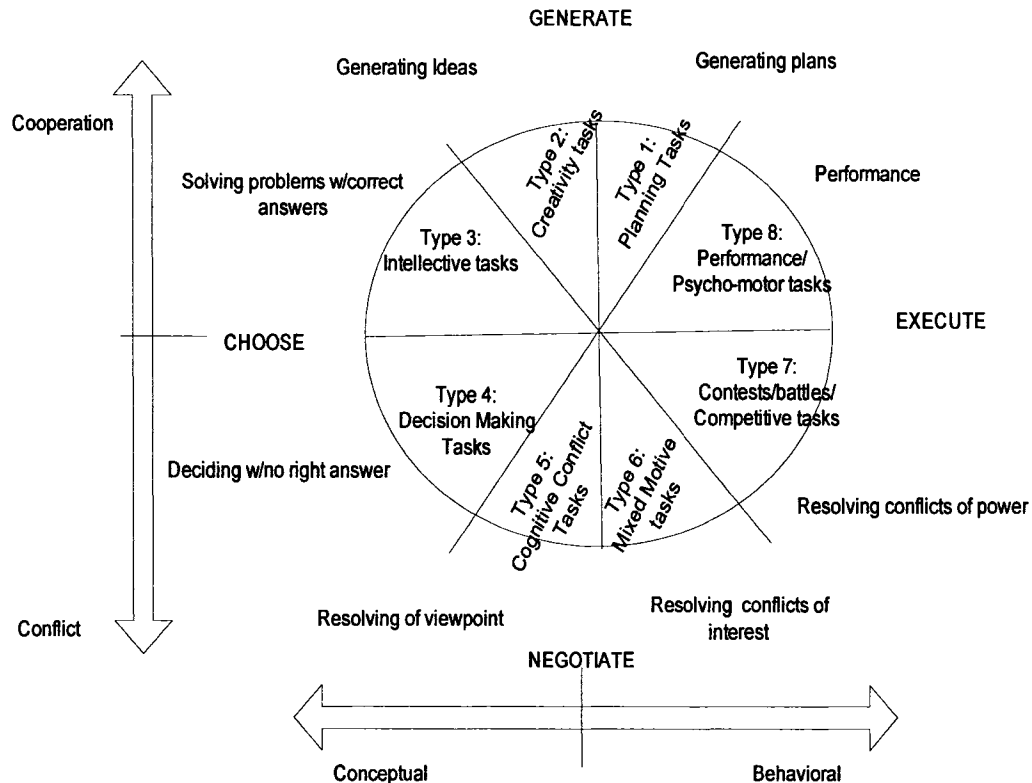 GENERATE
Generating Ideas
Generating plans
Cooperation
Type 2:
Creativity tasks
Type 1:
Planning Tasks
Solving problems w/correct
answers
Performance
Type 3:
Intellective tasks
Type 8:
Performance/
Psycho-motor tasks
CHOOSE
EXECUTE
Type 4:
Decision Making
Tasks
Type 7:
Contests/battles/
Competitive tasks
Deciding w/no right answer
Type 5:
Cognitive Conflict
Tasks
Type 6:
Mixed Motive
tasks
Resolving conflicts of power
Conflict
Resolving of viewpoint
Resolving conflicts of
interest
NEGOTIATE
Conceptual
Behavioral